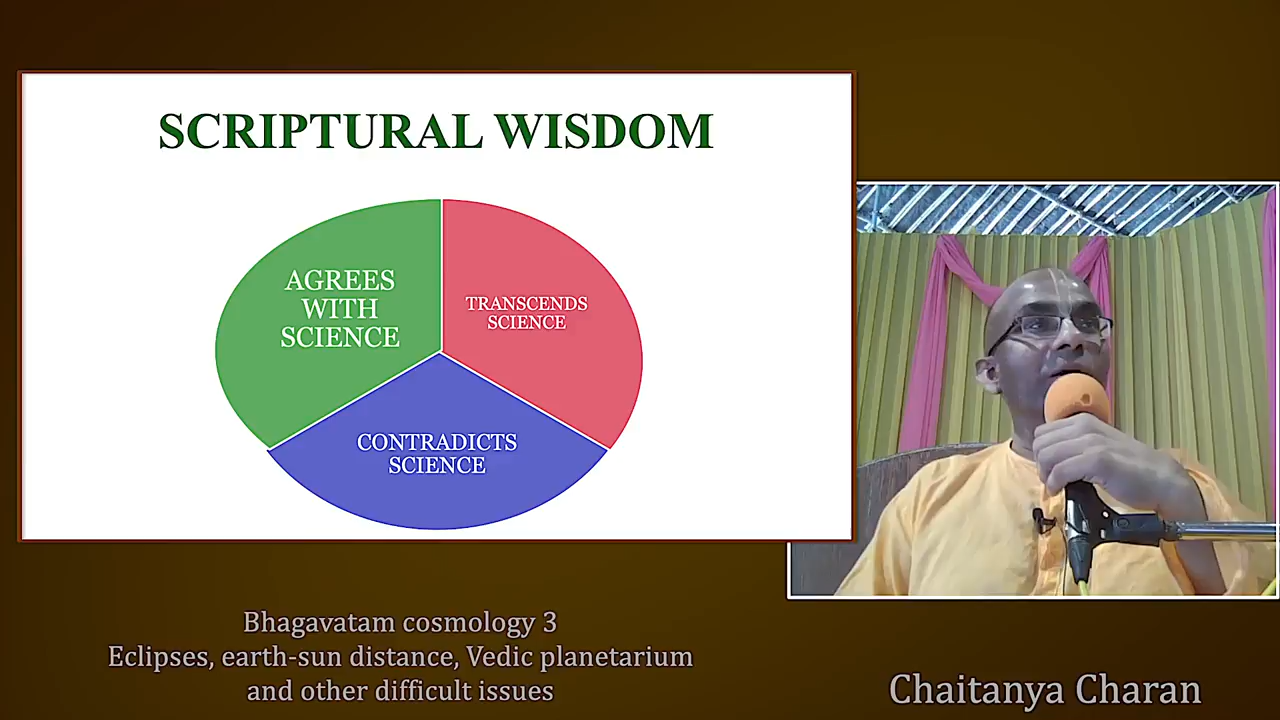 SCRIPTURAL WISDOM
AGREES
WITH
SCIENCE
TRANSCENDS
SCIENCE
CONTRADICTS
SCIENCE
Bhagavatam cosmology 3
Eclipses, earth-sun distance, Vedic planetarium
and other difficult issues
Chaitanya Charan